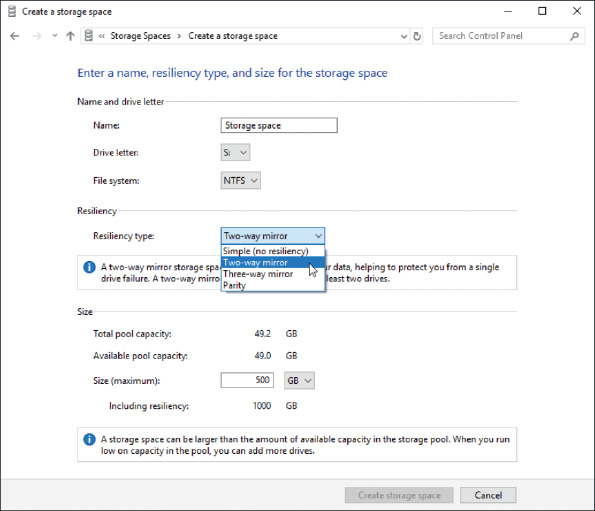 Create a storage space
« Storage Spaces > Create a storage space
Search Control Panel
Enter a name, resiliency type, and size for the storage space
Name and drive letter
Name: Storage space
Drive letter: S:
File system: NTFS
Resiliency
Resiliency type: Two-way mirror
Simple (no resiliency)
Two-way mirror
Three-way mirror
Parity
A two-way mirror storage spac ur data, helping to protect you from a single
drive failure. A two-way mirro least two drives.
Size
Total pool capacity: 49.2 GB
Available pool capacity: 49.0 GB
Size (maximum): 500 GB
Including resiliency: 1000 GB
A storage space can be larger than the amount of available capacity in the storage pool. When you run
low on capacity in the pool, you can add more drives.
Create storage space Cancel